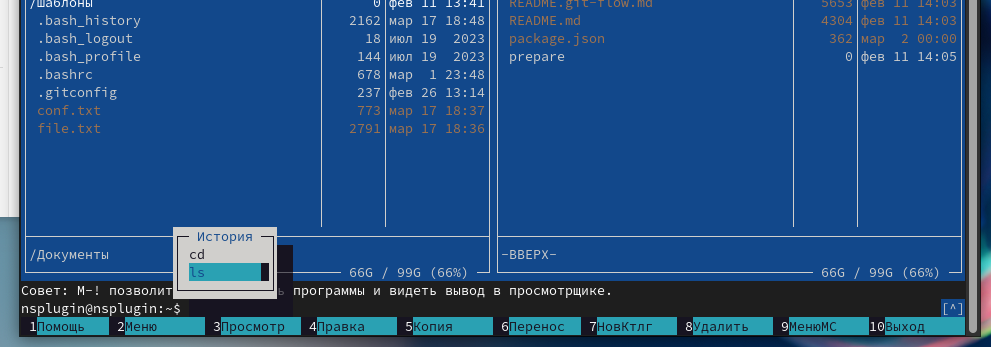 /Шаблоны 0 фев 11 13:41
.bash_history 2162 мар 17 18:48
.bash_logout 18 июл 19 2023
.bash_profile 144 июл 19 2023
.bashrc 678 мар 1 23:48
.gitconfig 237 фев 26 13:14
conf.txt 773 мар 17 18:37
file.txt 2791 мар 17 18:36
/Документы
66G / 99G (66%)
README.git-flow.md 5653 фев 11 14:03
README.md 4304 фев 11 14:03
package.json 362 мар 2 00:00
prepare 0 фев 11 14:05
-ВВЕРХ-
66G / 99G (66%)
История
cd
ls
Совет: M-! позволит программы и видеть вывод в просмотрщике.
nsplugin@nsplugin:~$ [^]
1Помощь 2Меню 3Просмотр 4Правка 5Копия 6Перенос 7НовКтлг 8Удалить 9МенюMC 10Выход